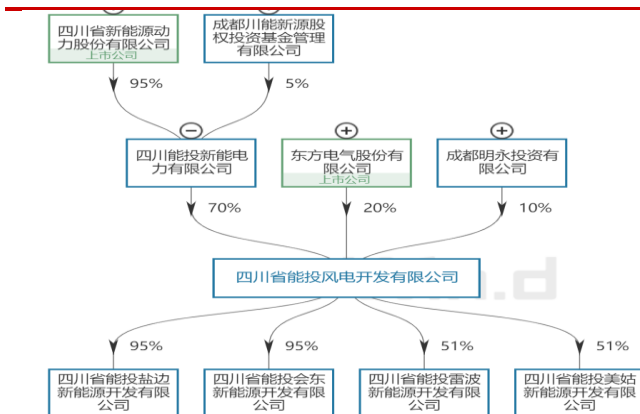 四川省新能源动
力股份有限公司
上市公司
成都川能新源股
权投资基金管理
有限公司
95%
5%
四川能投新能电
力有限公司
东方电气股份有
限公司
上市公司
成都明永投资有
限公司
70%
20%
10%
四川省能投风电开发有限公司
95%
95%
51%
51%
四川省能投盐边
新能源开发有限
公司
四川省能投会东
新能源开发有限
公司
四川省能投雷波
新能源开发有限
公司
四川省能投美姑
新能源开发有限
公司